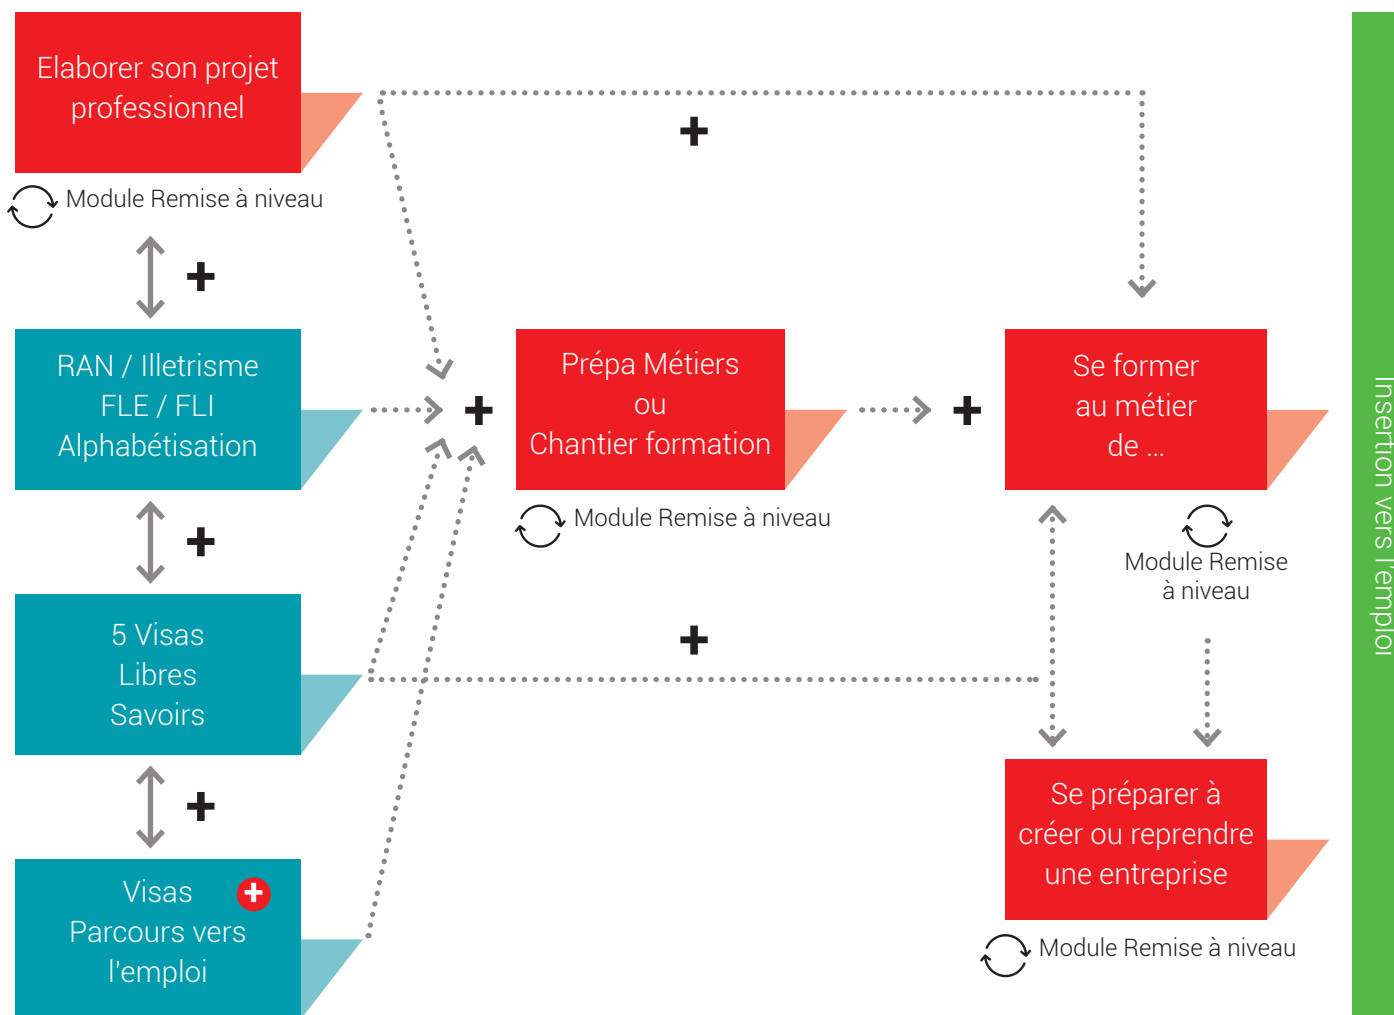 Elaborer son projet
professionnel
Module Remise à niveau
RAN / Illetrisme
FLE / FLI
Alphabétisation
5 Visas
Libres
Savoirs
Visas
Parcours vers
l'emploi
Prépa Métiers
ou
Chantier formation
Module Remise à niveau
Se former
au métier
de ...
Module Remise
à niveau
Se préparer à
créer ou reprendre
une entreprise
Module Remise à niveau
Insertion vers l'emploi